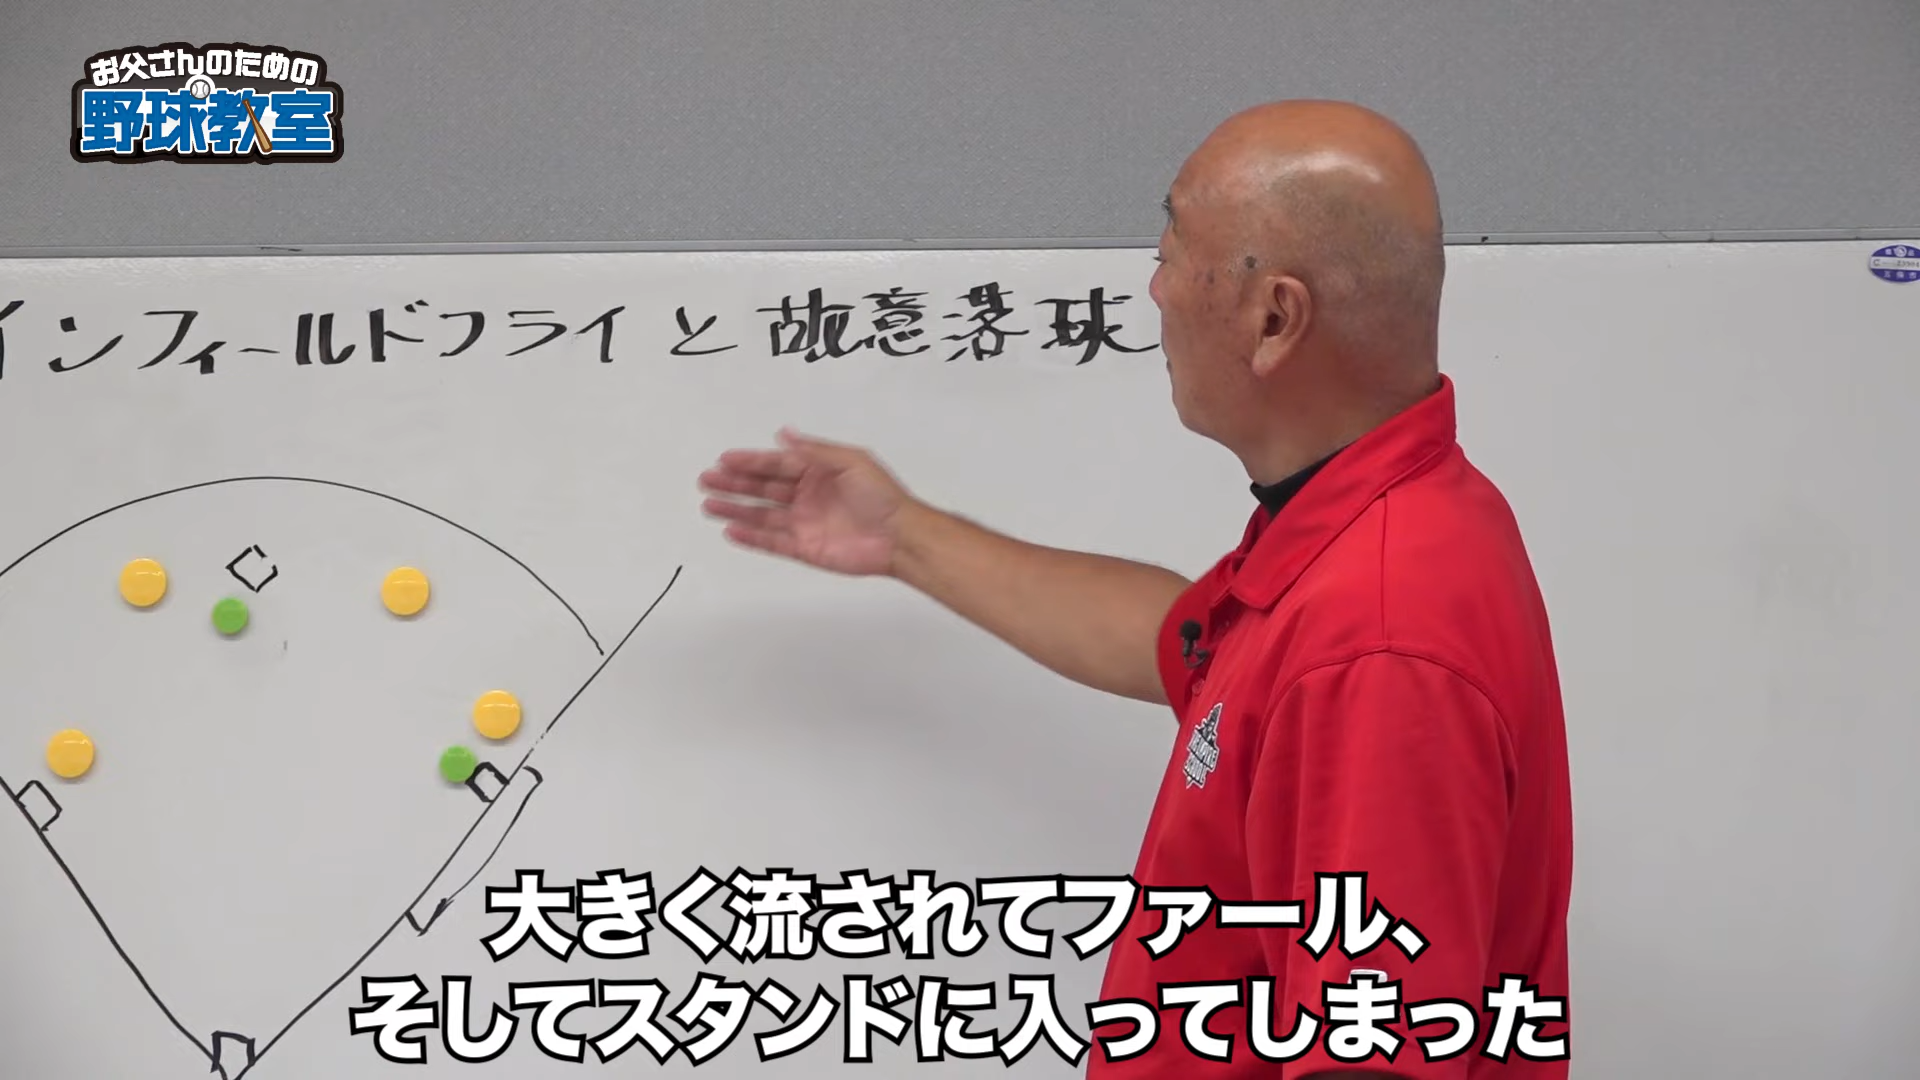 お父さんのための
野球教室
インフィールドフライと故意落球
大きく流されてファール、
そしてスタンドに入ってしまった